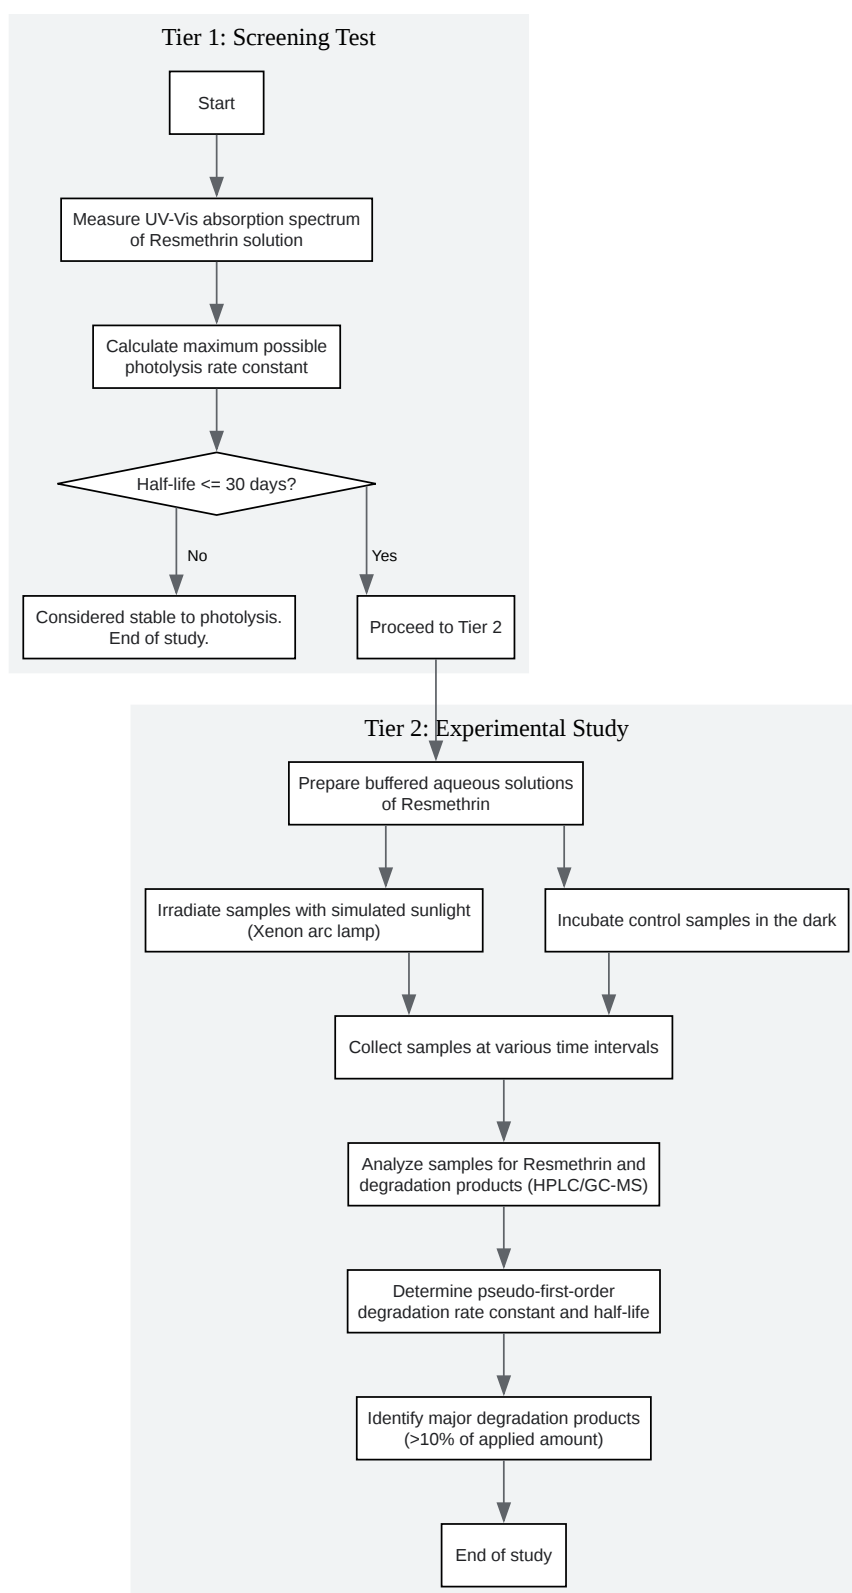 Tier 1: Screening Test
Start
Measure UV-Vis absorption spectrum
of Resmethrin solution
Calculate maximum possible
photolysis rate constant
Half-life <= 30 days?
No
Yes
Considered stable to photolysis.
End of study.
Proceed to Tier 2
Tier 2: Experimental Study
Prepare buffered aqueous solutions
of Resmethrin
Irradiate samples with simulated sunlight
(Xenon arc lamp)
Incubate control samples in the dark
Collect samples at various time intervals
Analyze samples for Resmethrin and
degradation products (HPLC/GC-MS)
Determine pseudo-first-order
degradation rate constant and half-life
Identify major degradation products
(>10% of applied amount)
End of study